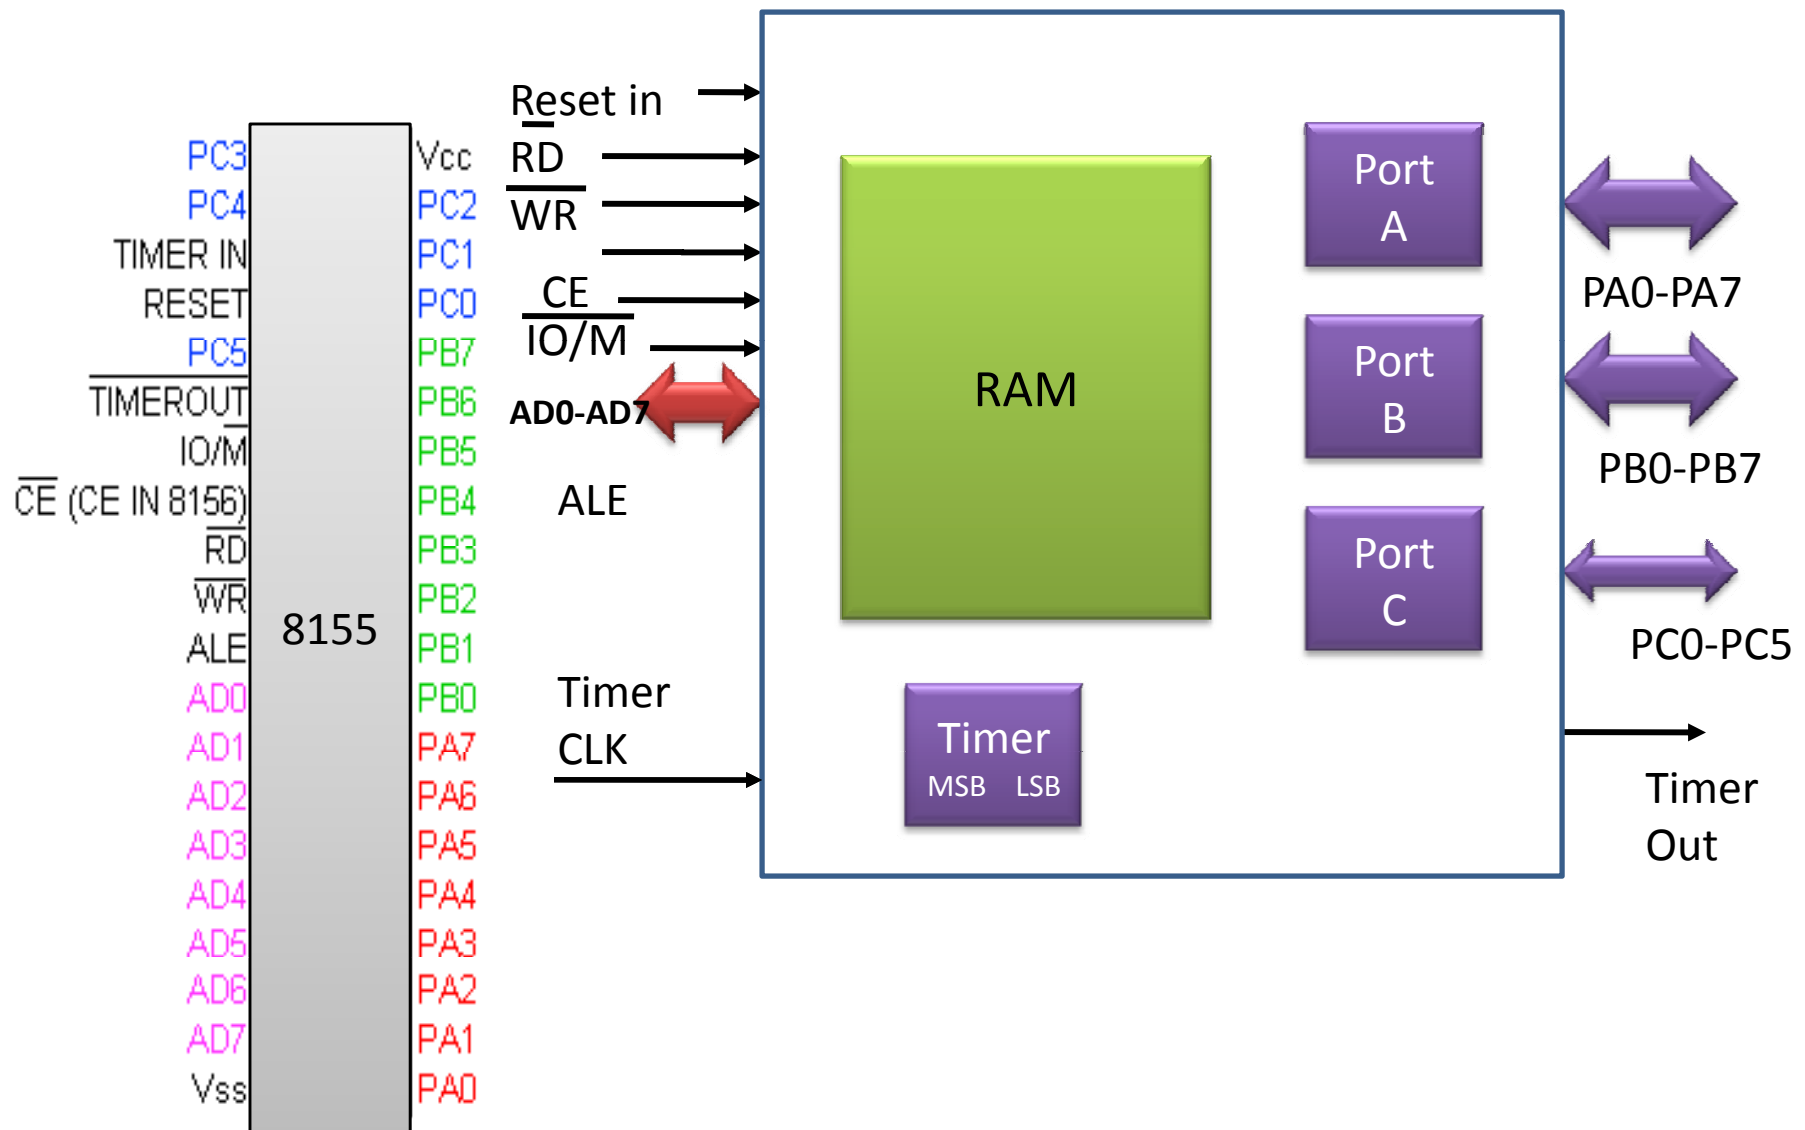 PC3
PC4
TIMER IN
RESET
PC5
TIMEROUT
IO/M
CE (CE IN 8156)
RD
WR
ALE
AD0
AD1
AD2
AD3
AD4
AD5
AD6
AD7
Vss
8155
Vcc
PC2
PC1
PC0
PB7
PB6
PB5
PB4
PB3
PB2
PB1
PB0
PA7
PA6
PA5
PA4
PA3
PA2
PA1
PA0
Reset in
RD
WR
CE
IO/M
AD0-AD7
ALE
Timer
CLK
RAM
Timer
MSB LSB
Port
A
Port
B
Port
C
PA0-PA7
PB0-PB7
PC0-PC5
Timer
Out